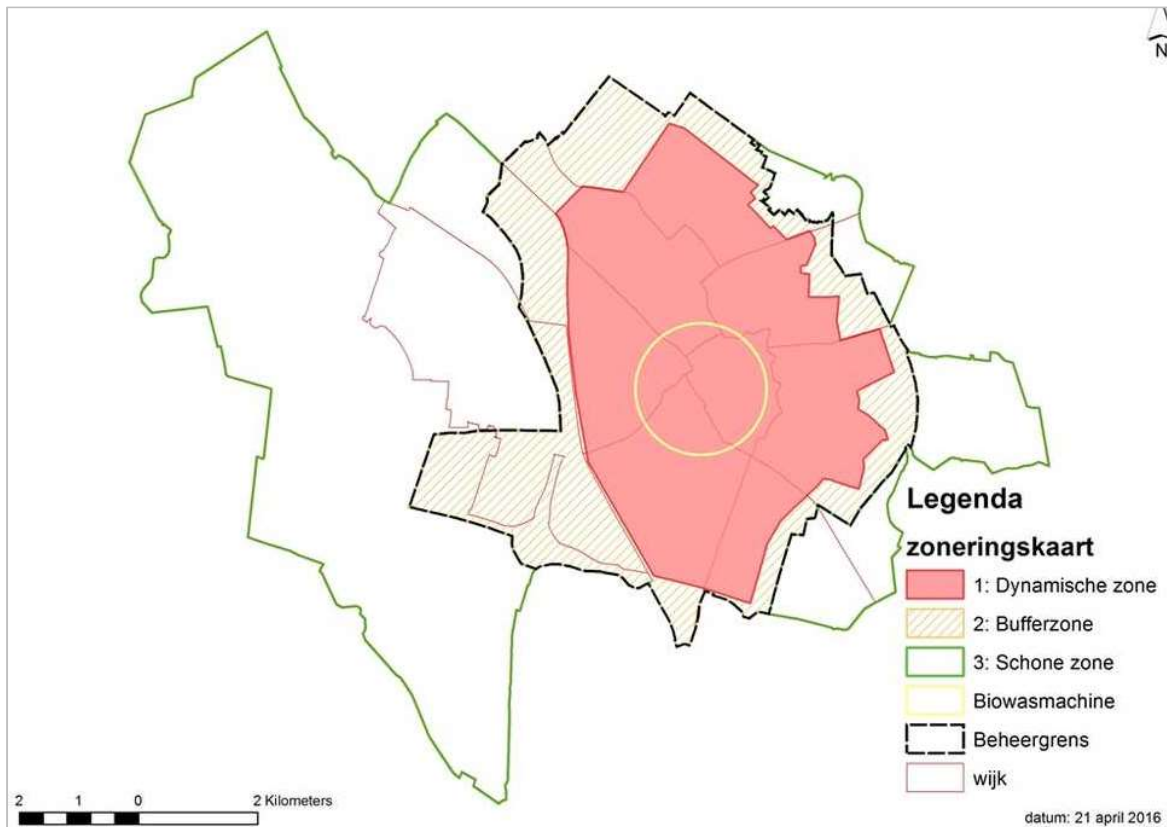 N
Legenda
zoneringskaart
1: Dynamische zone
2: Bufferzone
3: Schone zone
Biowasmachine
Beheergrens
wijk
2 1 0 2 Kilometers
datum: 21 april 2016